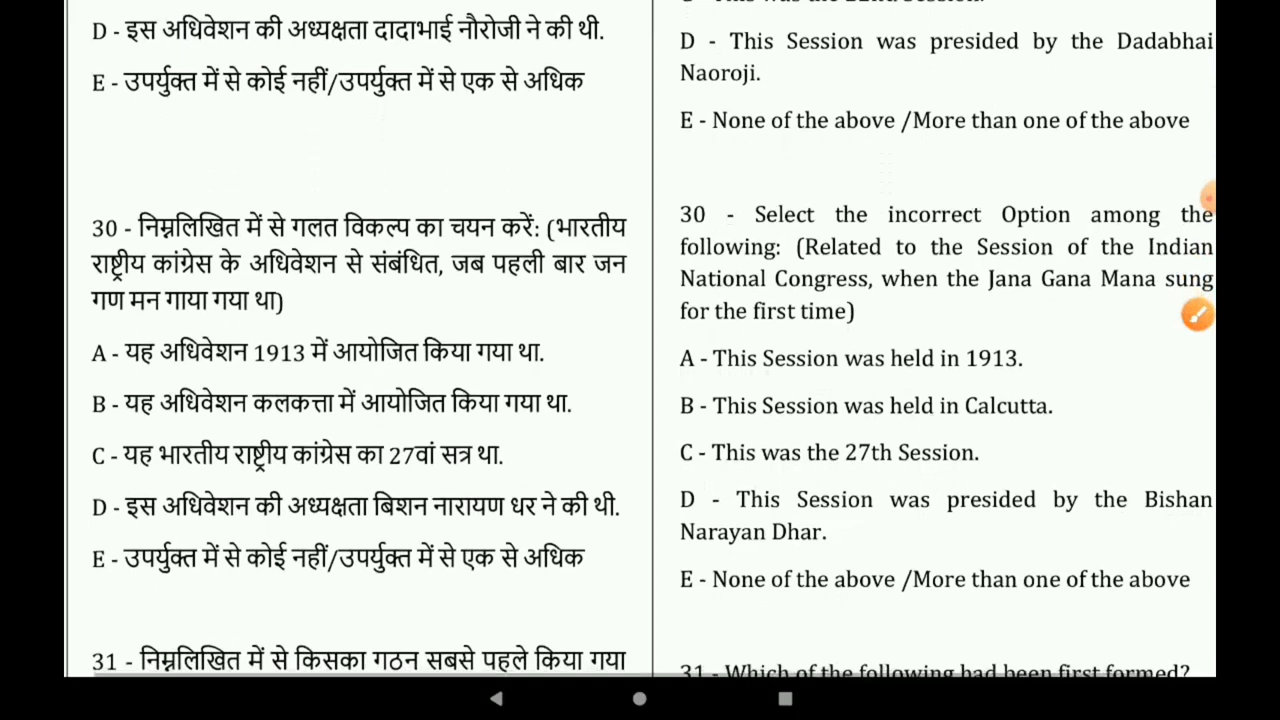 D - इस अधिवेशन की अध्यक्षता दादाभाई नौरोजी ने की थी.
E - उपर्युक्त में से कोई नहीं/उपर्युक्त में से एक से अधिक
30 - निम्नलिखित में से गलत विकल्प का चयन करें: (भारतीय
राष्ट्रीय कांग्रेस के अधिवेशन से संबंधित, जब पहली बार जन
गण मन गाया गया था)
A - यह अधिवेशन 1913 में आयोजित किया गया था.
B - यह अधिवेशन कलकत्ता में आयोजित किया गया था.
C - यह भारतीय राष्ट्रीय कांग्रेस का 27वां सत्र था.
D - इस अधिवेशन की अध्यक्षता बिशन नारायण धर ने की थी.
E - उपर्युक्त में से कोई नहीं/उपर्युक्त में से एक से अधिक
31 - निम्नलिखित में से किसका गठन सबसे पहले किया गया
D - This Session was presided by the Dadabhai
Naoroji.
E - None of the above /More than one of the above
30 - Select the incorrect Option among the
following: (Related to the Session of the Indian
National Congress, when the Jana Gana Mana sung
for the first time)
A - This Session was held in 1913.
B - This Session was held in Calcutta.
C - This was the 27th Session.
D - This Session was presided by the Bishan
Narayan Dhar.
E - None of the above /More than one of the above
31 - Which of the following had been first formed?